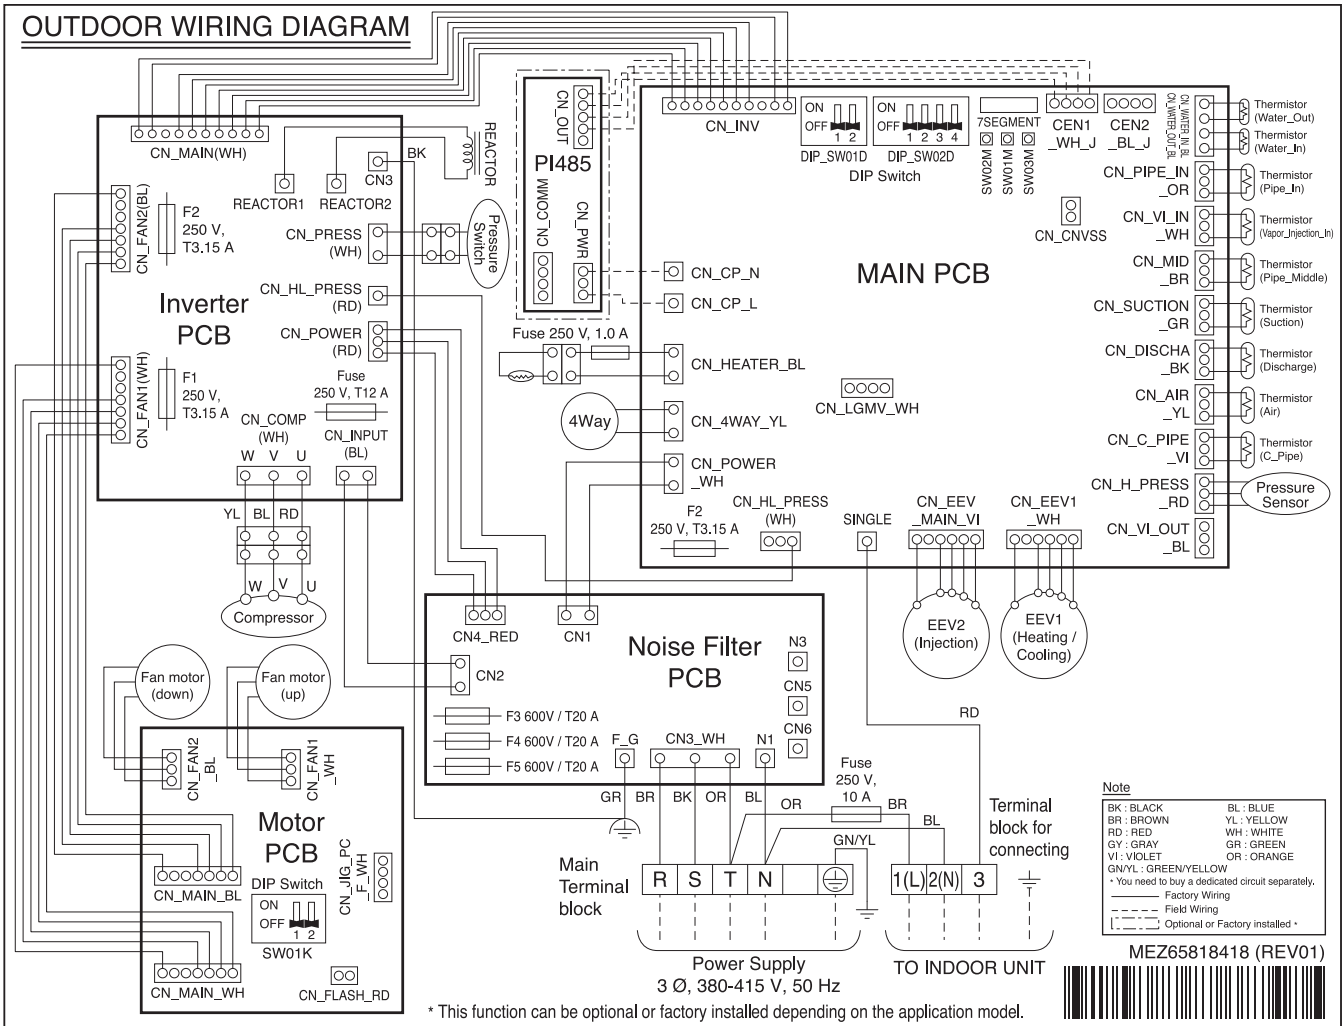 OUTDOOR WIRING DIAGRAM
CN_MAIN(WH)
REACTOR1
REACTOR2
CN3
BK
REACTOR
CN_FAN2(BL)
F2
250 V,
T3.15 A
CN_PRESS
(WH)
Pressure
Switch
CN_HL_PRESS
(RD)
Inverter
PCB
CN_POWER
(RD)
CN_FAN1(WH)
F1
250 V,
T3.15 A
Fuse
250 V, T12 A
CN_COMP
(WH)
W V U
CN_INPUT
(BL)
YL BL RD
W V U
Compressor
PI485
CN_OUT
CN_COMM
CN_PWR
Fuse 250 V, 1.0 A
4Way
CN_INV
ON
OFF
1 2
DIP_SW01D
ON
OFF
1 2 3 4
DIP_SW02D
DIP Switch
7SEGMENT
SW02M
SW01M
SW03M
CEN1
_WH_J
CEN2
_BL_J
CN_WATER_IN_BL
CN_WATER_OUT_BL
Thermistor
(Water_Out)
Thermistor
(Water_In)
CN_PIPE_IN
_OR
Thermistor
(Pipe_In)
CN_VI_IN
_WH
Thermistor
(Vapor_Injection_In)
CN_CNVSS
MAIN PCB
CN_MID
_BR
Thermistor
(Pipe_Middle)
CN_SUCTION
_GR
Thermistor
(Suction)
CN_DISCHA
_BK
Thermistor
(Discharge)
CN_AIR
_YL
Thermistor
(Air)
CN_C_PIPE
_VI
Thermistor
(C_Pipe)
CN_H_PRESS
_RD
Pressure
Sensor
CN_VI_OUT
_BL
CN_CP_N
CN_CP_L
CN_HEATER_BL
CN_LGMV_WH
CN_4WAY_YL
CN_POWER
_WH
F2
250 V, T3.15 A
CN_HL_PRESS
(WH)
SINGLE
CN_EEV
_MAIN_VI
CN_EEV1
_WH
EEV2
(Injection)
EEV1
(Heating /
Cooling)
CN4_RED
CN1
Noise Filter
PCB
CN2
N3
CN5
CN6
F3 600V / T20 A
F4 600V / T20 A
F5 600V / T20 A
F_G
CN3_WH
N1
GR BR BK OR BL
Fan motor
(down)
Fan motor
(up)
CN_FAN2
_BL
CN_FAN1
_WH
Motor
PCB
CN_MAIN_BL
DIP Switch
ON
OFF
1 2
SW01K
CN_JIG_PC
_F_WH
CN_MAIN_WH
CN_FLASH_RD
RD
Fuse
250 V,
10 A
OR
BR
BL
GN/YL
Main
Terminal
block
R S T N
1(L) 2(N) 3
Terminal
block for
connecting
Power Supply
3 Ø, 380-415 V, 50 Hz
TO INDOOR UNIT
Note
BK : BLACK BL : BLUE
BR : BROWN YL : YELLOW
RD : RED WH : WHITE
GY : GRAY GR : GREEN
VI : VIOLET OR : ORANGE
GN/YL : GREEN/YELLOW
* You need to buy a dedicated circuit separately.
Factory Wiring
Field Wiring
Optional or Factory installed *
MEZ65818418 (REV01)
* This function can be optional or factory installed depending on the application model.